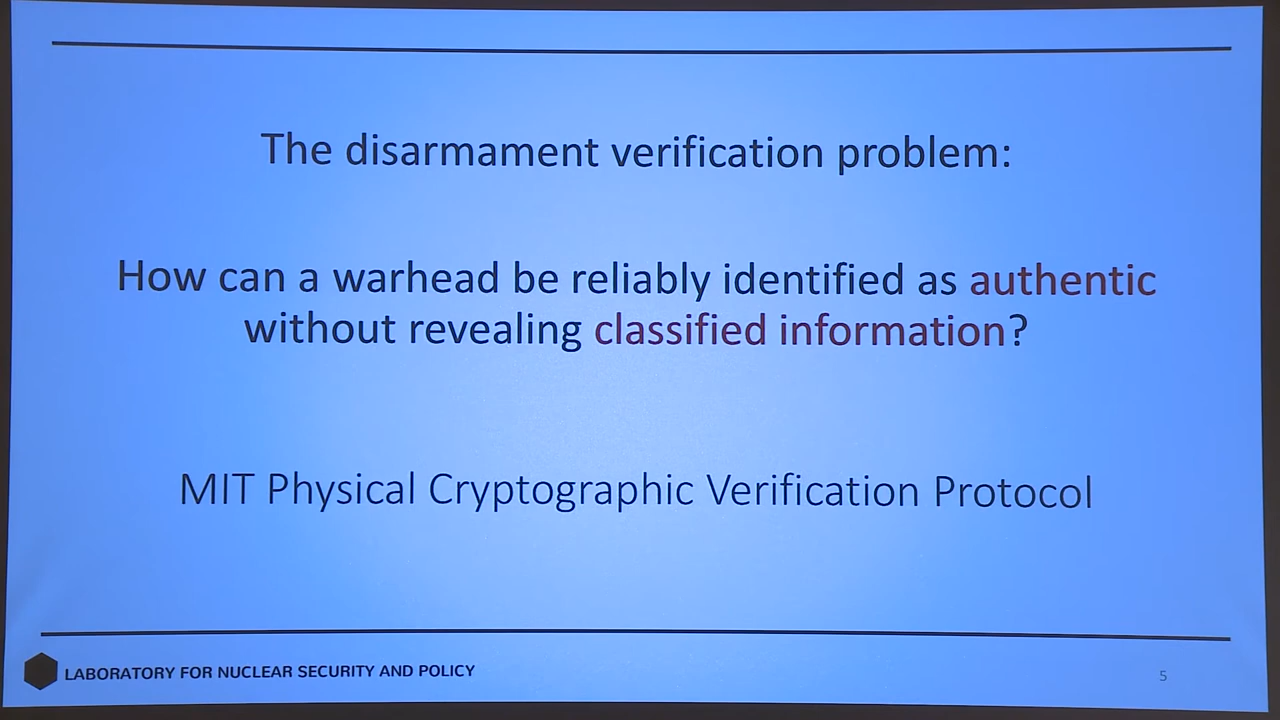 The disarmament verification problem:
How can a warhead be reliably identified as authentic
without revealing classified information?
MIT Physical Cryptographic Verification Protocol
LABORATORY FOR NUCLEAR SECURITY AND POLICY
5